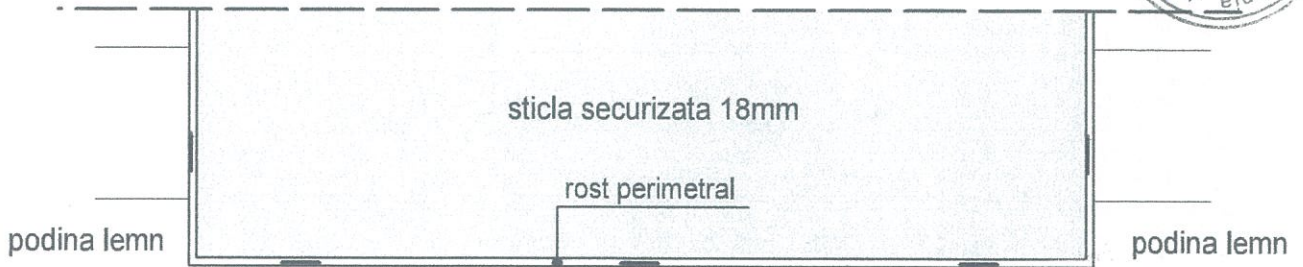 sticla securizata 18mm
rost perimetral
podina lemn
podina lemn